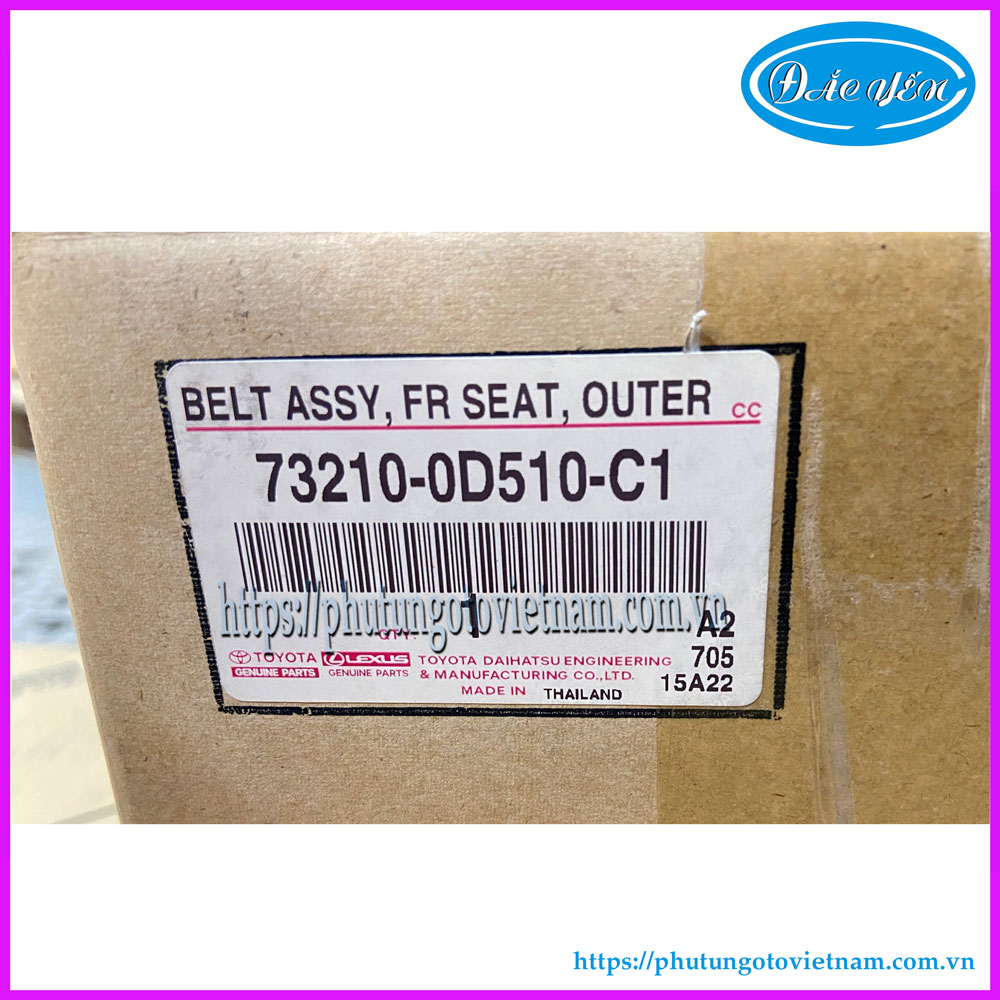 ĐẮC YẾN
BELT ASSY, FR SEAT, OUTER CC
73210-0D510-C1
https://phutungotovietnam.com.vn
QTY. 1 A2
TOYOTA LEXUS TOYOTA DAIHATSU ENGINEERING 705
GENUINE PARTS GENUINE PARTS & MANUFACTURING CO.,LTD.
MADE IN THAILAND 15A22
https://phutungotovietnam.com.vn